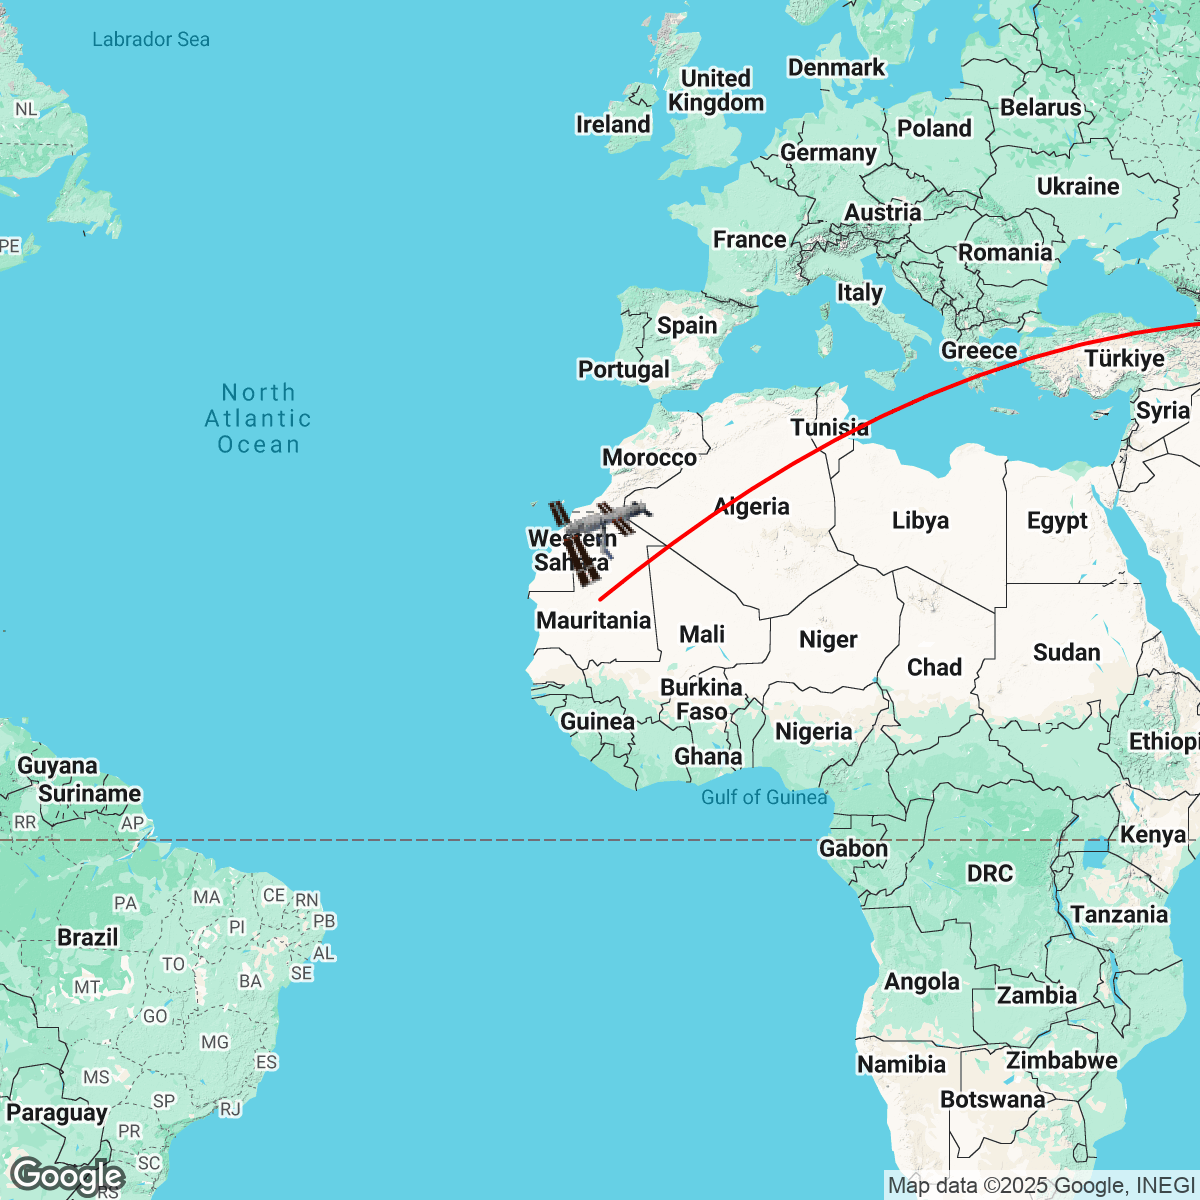 Labrador Sea
NL
PE
United
Kingdom
Ireland
Denmark
Belarus
Poland
Germany
Ukraine
Austria
France
Romania
Italy
Spain
Portugal
Greece
Türkiye
Syria
North
Atlantic
Ocean
Tunisia
Morocco
Algeria
Libya
Egypt
Western
Sahara
Mauritania
Mali
Niger
Chad
Sudan
Burkina
Faso
Guinea
Ghana
Nigeria
Ethiopi
Gulf of Guinea
Guyana
Suriname
RR
AP
Gabon
DRC
Kenya
Tanzania
PA
MA
CE
RN
PB
PI
AL
Brazil
TO
SE
MT
BA
GO
MG
ES
MS
SP
RJ
Paraguay
PR
SC
RS
Angola
Zambia
Namibia
Zimbabwe
Botswana
Google
Map data ©2025 Google, INEGI